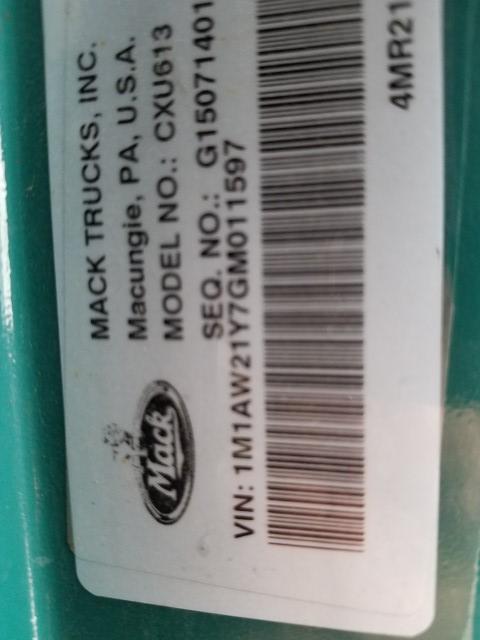 MACK TRUCKS, INC.
Macungie, PA, U.S.A.
MODEL NO.: CXU613
SEQ. NO.: G15071401
Mack
VIN: 1M1AW21Y7GM011597
4MR21